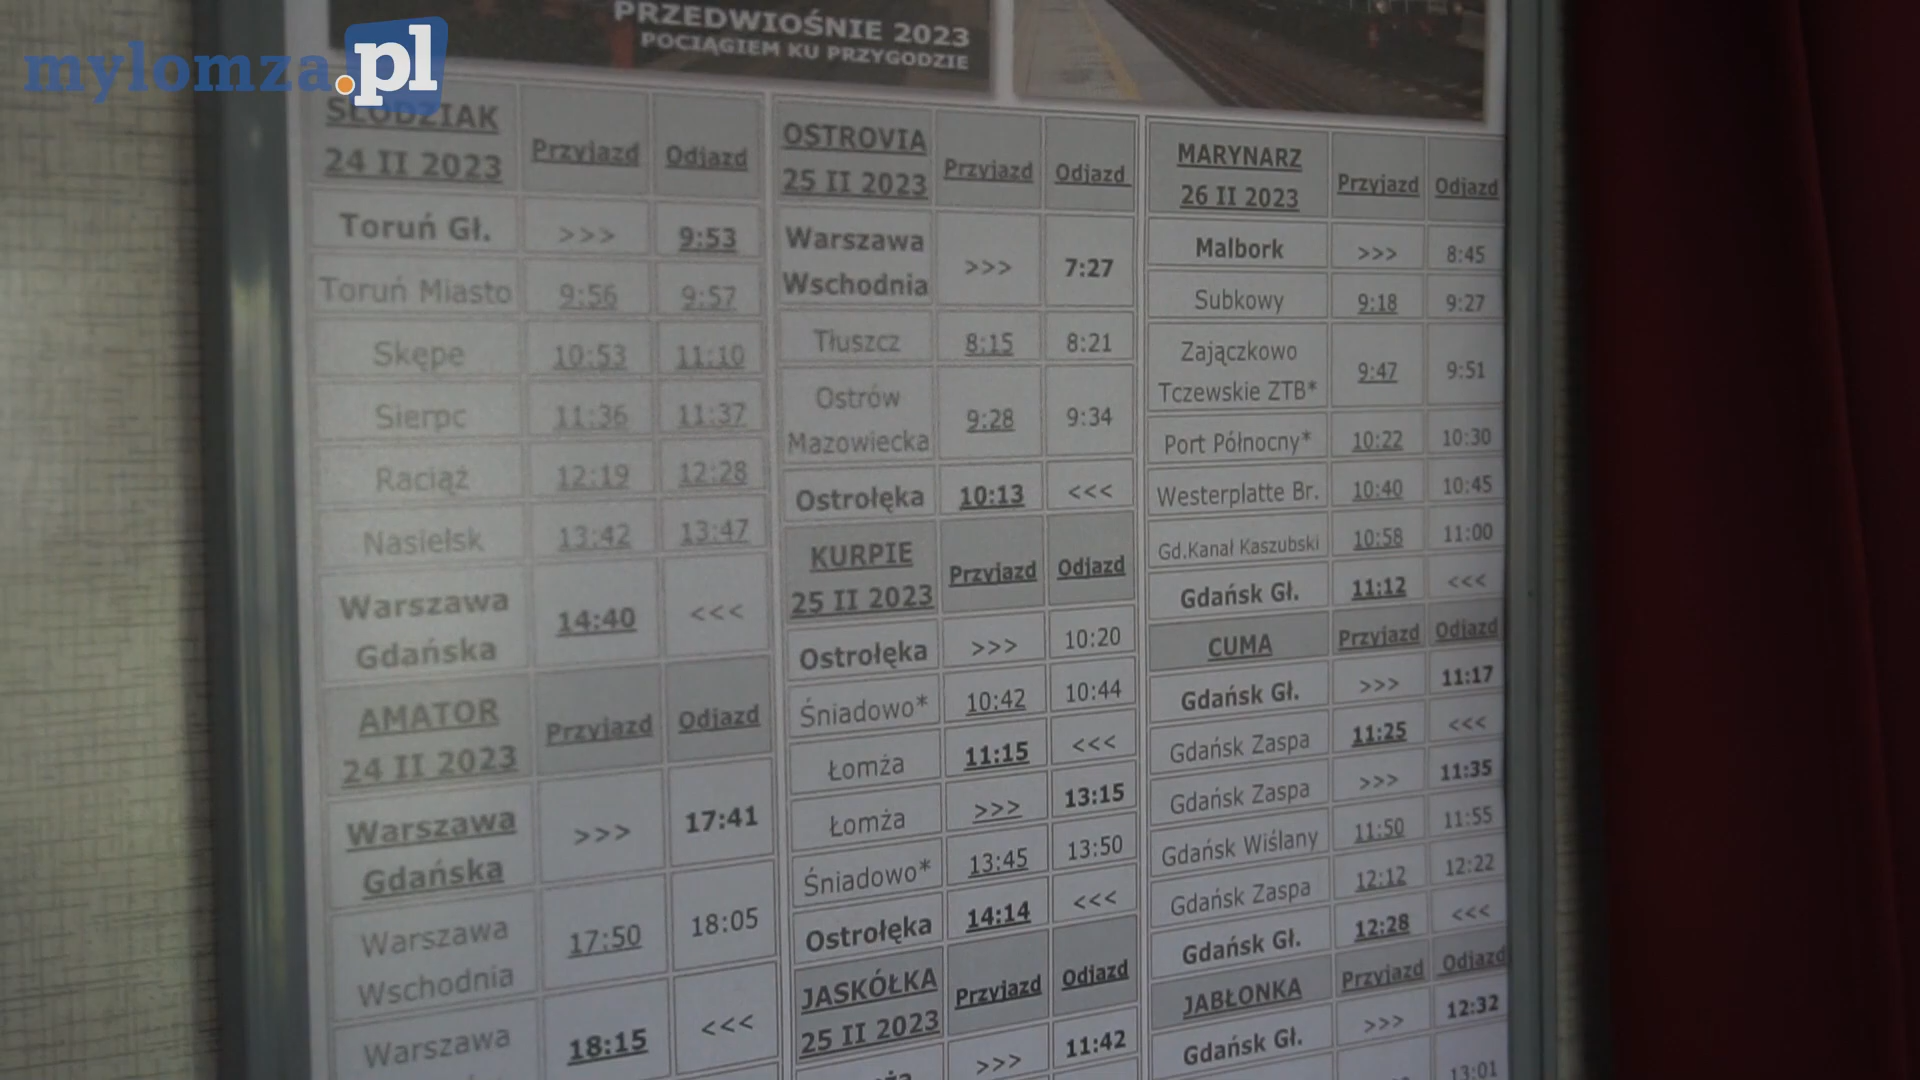 mylomza.pl
PRZEDWIOŚNIE 2023
POCIĄGIEM KU PRZYGODZIE
SŁODZIAK
24 II 2023 Przyjazd Odjazd
Toruń Gł. >>> 9:53
Toruń Miasto 9:56 9:57
Skępe 10:53 11:10
Sierpc 11:36 11:37
Raciąż 12:19 12:28
Nasielsk 13:42 13:47
Warszawa
Gdańska 14:40 <<<
AMATOR
24 II 2023 Przyjazd Odjazd
Warszawa
Gdańska >>> 17:41
Warszawa
Wschodnia 17:50 18:05
Warszawa 18:15 <<<
OSTROVIA
25 II 2023 Przyjazd Odjazd
Warszawa
Wschodnia >>> 7:27
Tłuszcz 8:15 8:21
Ostrów
Mazowiecka 9:28 9:34
Ostrołęka 10:13 <<<
KURPIE
25 II 2023 Przyjazd Odjazd
Ostrołęka >>> 10:20
Śniadowo* 10:42 10:44
Łomża 11:15 <<<
Łomża >>> 13:15
Śniadowo* 13:45 13:50
Ostrołęka 14:14 <<<
JASKÓŁKA
25 II 2023 Przyjazd Odjazd
>>> 11:42
MARYNARZ
26 II 2023 Przyjazd Odjazd
Malbork >>> 8:45
Subkowy 9:18 9:27
Zajączkowo
Tczewskie ZTB* 9:47 9:51
Port Północny* 10:22 10:30
Westerplatte Br. 10:40 10:45
Gd.Kanał Kaszubski 10:58 11:00
Gdańsk Gł. 11:12 <<<
CUMA Przyjazd Odjazd
Gdańsk Gł. >>> 11:17
Gdańsk Zaspa 11:25 <<<
Gdańsk Zaspa >>> 11:35
Gdańsk Wiślany 11:50 11:55
Gdańsk Zaspa 12:12 12:22
Gdańsk Gł. 12:28 <<<
JABŁONKA Przyjazd Odjazd
Gdańsk Gł. >>> 12:32
13:01